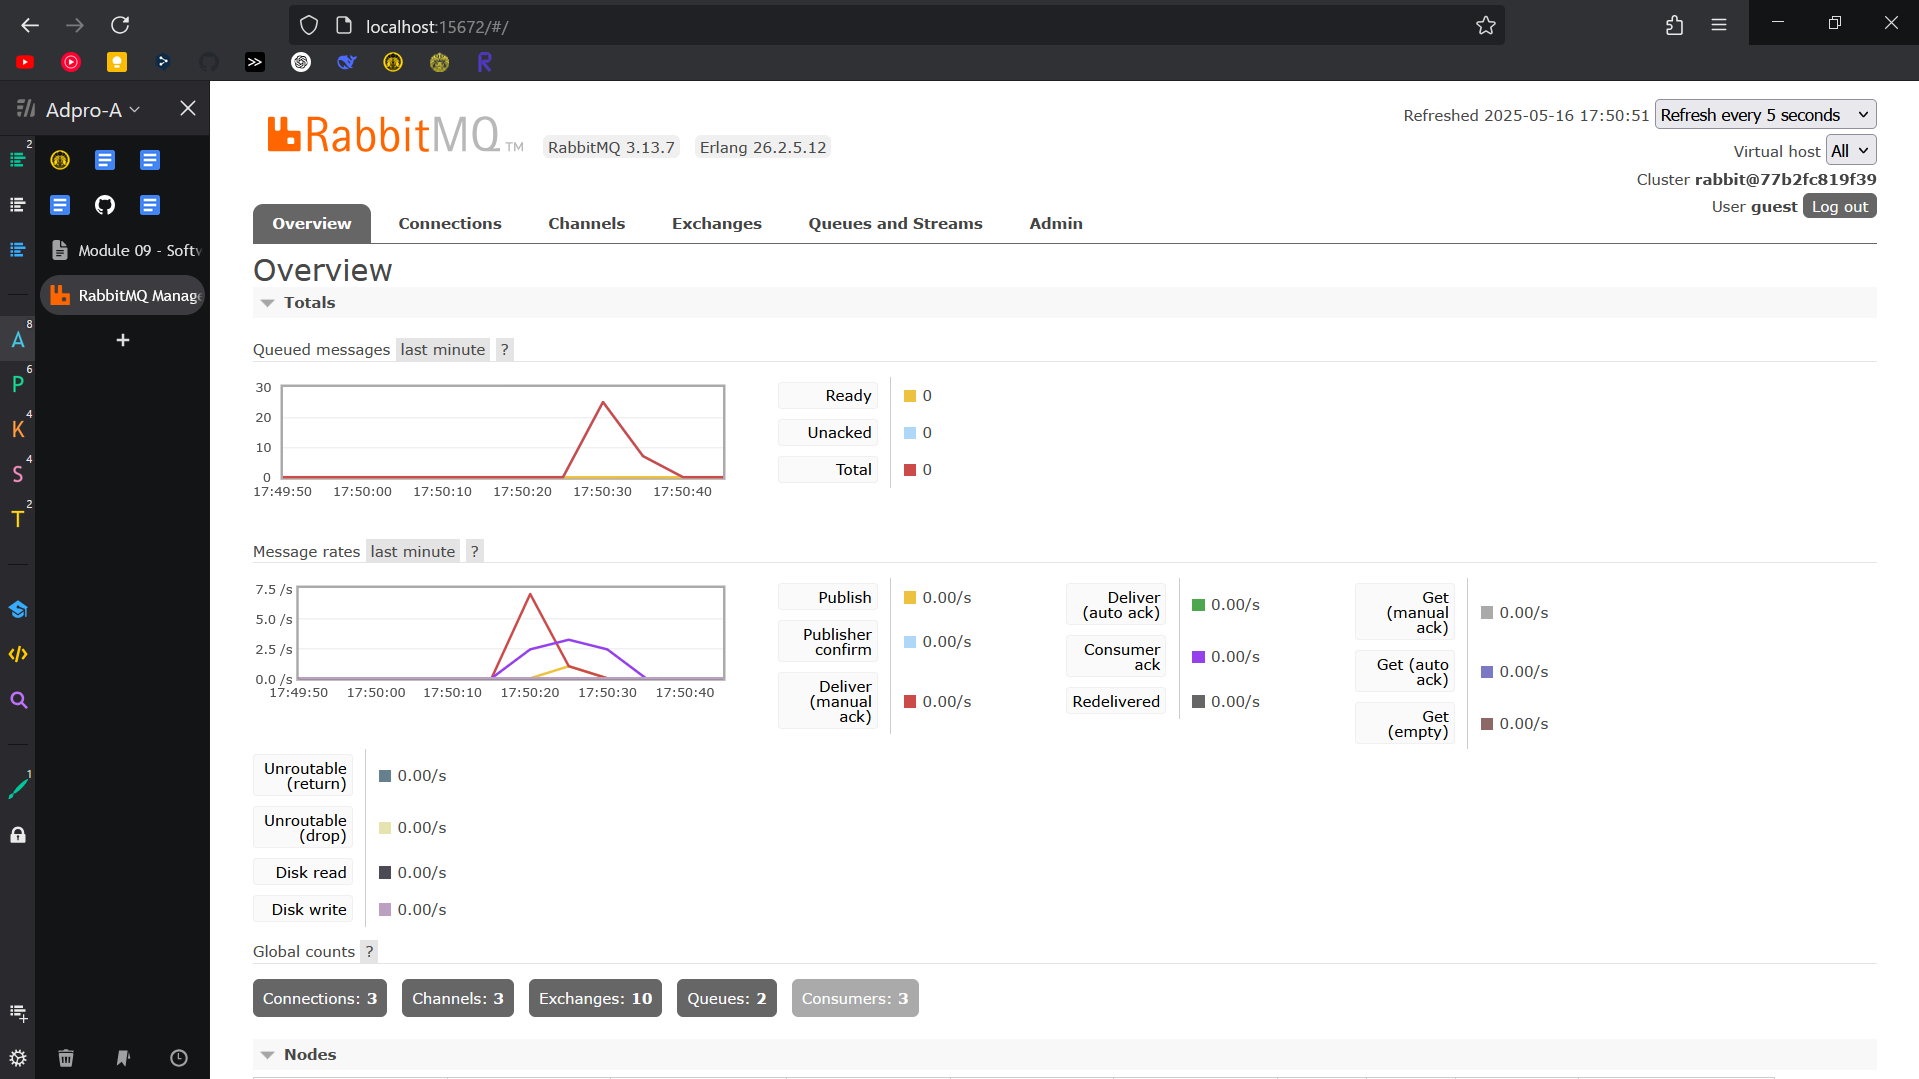 localhost:15672/#/
Adpro-A
Refreshed 2025-05-16 17:50:51 Refresh every 5 seconds
RabbitMQ TM RabbitMQ 3.13.7 Erlang 26.2.5.12
Virtual host All
Cluster rabbit@77b2fc819f39
User guest Log out
2
Overview Connections Channels Exchanges Queues and Streams Admin
Module 09 - Softw
RabbitMQ Manage
A 8
P 6
K 4
S 4
T 2
1
Overview
Totals
Queued messages last minute ?
30
20
10
0
17:49:50 17:50:00 17:50:10 17:50:20 17:50:30 17:50:40
Ready 0
Unacked 0
Total 0
Message rates last minute ?
7.5 /s
5.0 /s
2.5 /s
0.0 /s
17:49:50 17:50:00 17:50:10 17:50:20 17:50:30 17:50:40
Publish 0.00/s
Publisher
confirm 0.00/s
Deliver
(manual 0.00/s
ack)
Deliver
(auto ack) 0.00/s
Consumer
ack 0.00/s
Redelivered 0.00/s
Get
(manual 0.00/s
ack)
Get (auto
ack) 0.00/s
Get
(empty) 0.00/s
Unroutable
(return) 0.00/s
Unroutable
(drop) 0.00/s
Disk read 0.00/s
Disk write 0.00/s
Global counts ?
Connections: 3 Channels: 3 Exchanges: 10 Queues: 2 Consumers: 3
Nodes